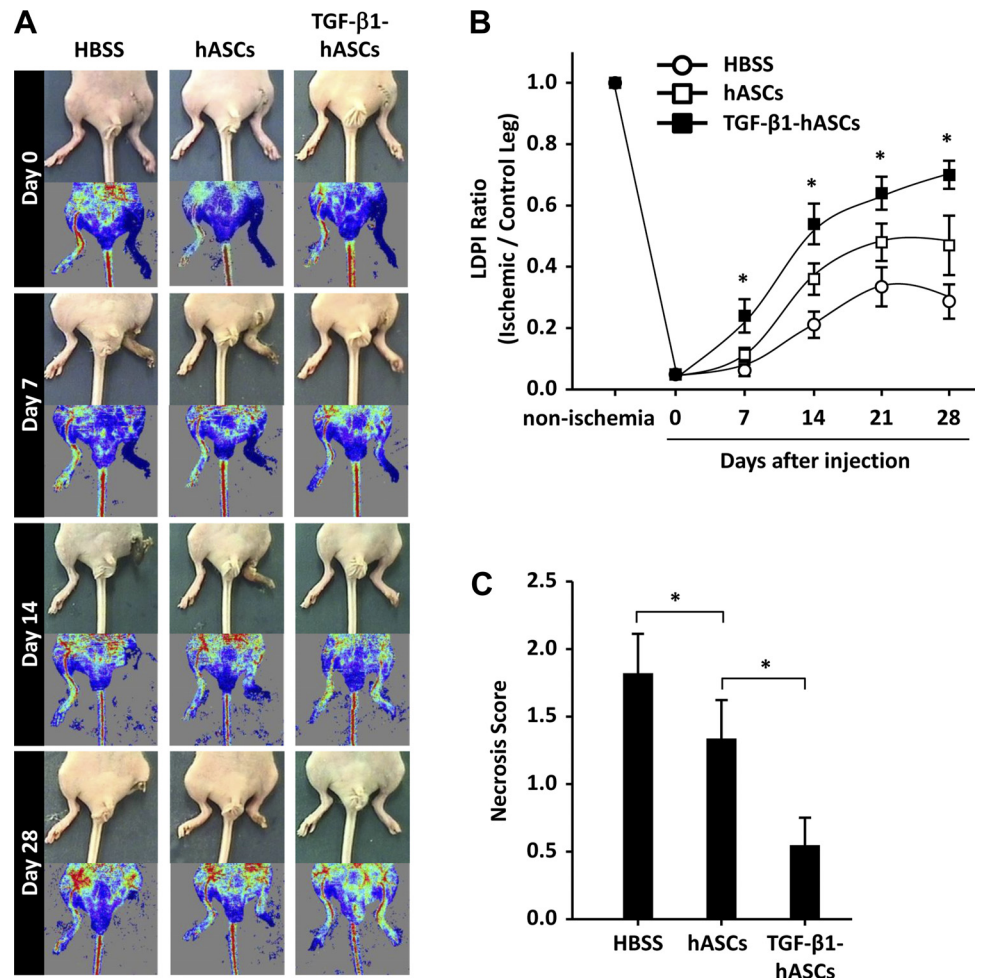 A
HBSS
hASCs
TGF-β1-
hASCs
Day 0
Day 7
Day 14
Day 28
B
HBSS
hASCs
TGF-β1-hASCs
LDPI Ratio
(Ischemic / Control Leg)
1.0
0.8
0.6
0.4
0.2
0.0
*
*
*
*
non-ischemia 0 7 14 21 28
Days after injection
C
Necrosis Score
2.5
2.0
1.5
1.0
0.5
0.0
*
*
HBSS
hASCs
TGF-β1-
hASCs